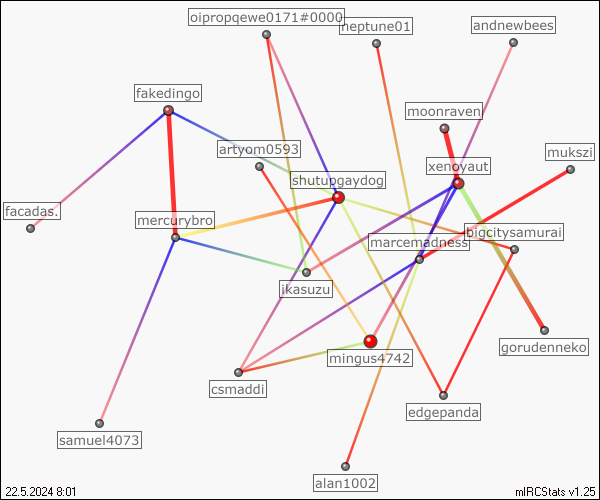 oipropqewe0171#0000
neptune01
andnewbees
fakedingo
moonraven
artyom0593
mukszi
xenoyaut
shutupgaydog
facadas.
mercurybro
bigcitysamurai
marcemadness
ikasuzu
gorudenneko
mingus4742
csmaddi
edgepanda
samuel4073
alan1002
22.5.2024 8:01
mIRCStats v1.25